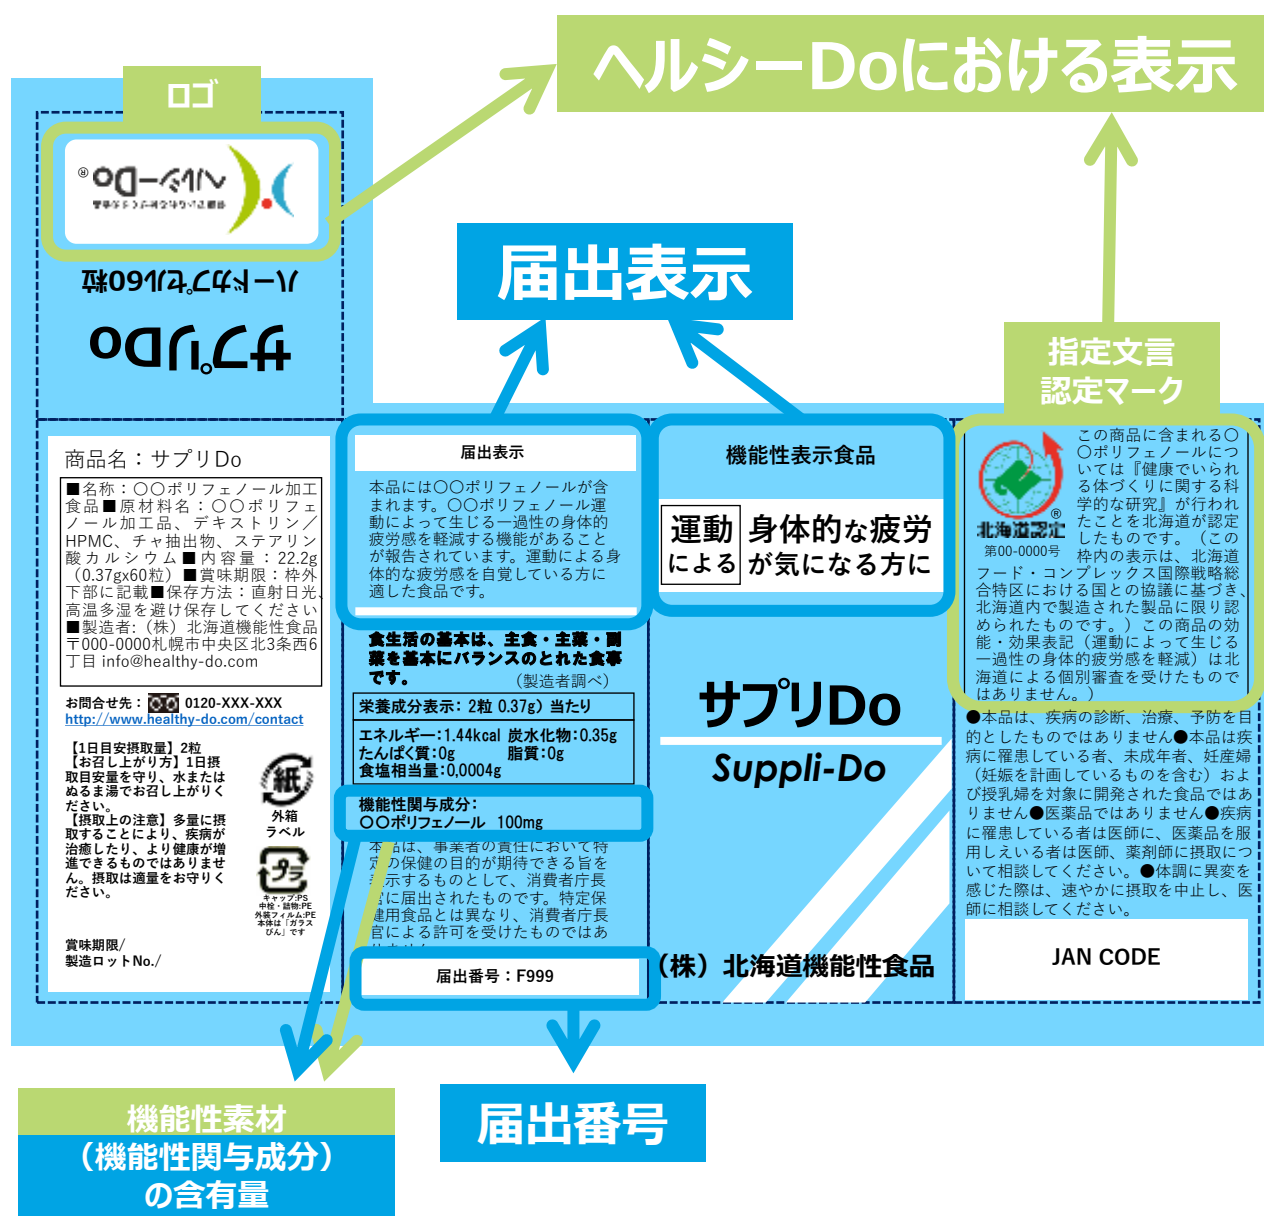 ヘルシーDoにおける表示
ロゴ
ヘルシーDo®
ハードカプセル60粒
サプリDo
届出表示
指定文言
認定マーク
商品名：サプリDo
■名称：〇〇ポリフェノール加工
食品■原材料名：〇〇ポリフェ
ノール加工品、デキストリン／
HPMC、チャ抽出物、ステアリン
酸カルシウム■内容量：22.2g
（0.37gx60粒）■賞味期限：枠外
下部に記載■保存方法：直射日光、
高温多湿を避け保存してください
■製造者:（株）北海道機能性食品
〒000-0000札幌市中央区北3条西6
丁目 info@healthy-do.com
お問合せ先： 0120-XXX-XXX
http://www.healthy-do.com/contact
【1日目安摂取量】2粒
【お召し上がり方】1日摂
取目安量を守り、水または
ぬるま湯でお召し上がりく
ださい。
【摂取上の注意】多量に摂
取することにより、疾病が
治癒したり、より健康が増
進できるものではありませ
ん。摂取は適量をお守りく
ださい。
紙
外箱
ラベル
プラ
キャップ:PS
中栓・詰物:PE
外装フィルム:PE
本体は「ガラス
びん」です
賞味期限/
製造ロットNo./
届出表示
本品には〇〇ポリフェノールが含
まれます。〇〇ポリフェノール運
動によって生じる一過性の身体的
疲労感を軽減する機能があること
が報告されています。運動による身
体的な疲労感を自覚している方に
適した食品です。
食生活の基本は、主食・主菜・副
菜を基本にバランスのとれた食事
です。
（製造者調べ）
栄養成分表示： 2粒 0.37g）当たり
エネルギー：1.44kcal 炭水化物：0.35g
たんぱく質：0g 脂質：0g
食塩相当量：0,0004g
機能性関与成分：
〇〇ポリフェノール 100mg
本品は、事業者の責任において特
定の保健の目的が期待できる旨を
表示するものとして、消費者庁長
官に届出されたものです。特定保
健用食品とは異なり、消費者庁長
官による許可を受けたものではあ
りません。
届出番号：F999
機能性表示食品
運動
による
身体的な疲労
が気になる方に
サプリDo
Suppli-Do
（株）北海道機能性食品
北海道認定
®
第00-0000号
この商品に含まれる〇
〇ポリフェノールにつ
いては『健康でいられ
る体づくりに関する科
学的な研究』が行われ
たことを北海道が認定
したものです。（この
枠内の表示は、北海道
フード・コンプレックス国際戦略総
合特区における国との協議に基づき、
北海道内で製造された製品に限り認
められたものです。）この商品の効
能・効果表記（運動によって生じる
一過性の身体的疲労感を軽減）は北
海道による個別審査を受けたもので
はありません。）
●本品は、疾病の診断、治療、予防を目
的としたものではありません●本品は疾
病に罹患している者、未成年者、妊産婦
（妊娠を計画しているものを含む）およ
び授乳婦を対象に開発された食品ではあ
りません●医薬品ではありません●疾病
に罹患している者は医師に、医薬品を服
用しえいる者は医師、薬剤師に摂取につ
いて相談してください。●体調に異変を
感じた際は、速やかに摂取を中止し、医
師に相談してください。
JAN CODE
機能性素材
（機能性関与成分）
の含有量
届出番号